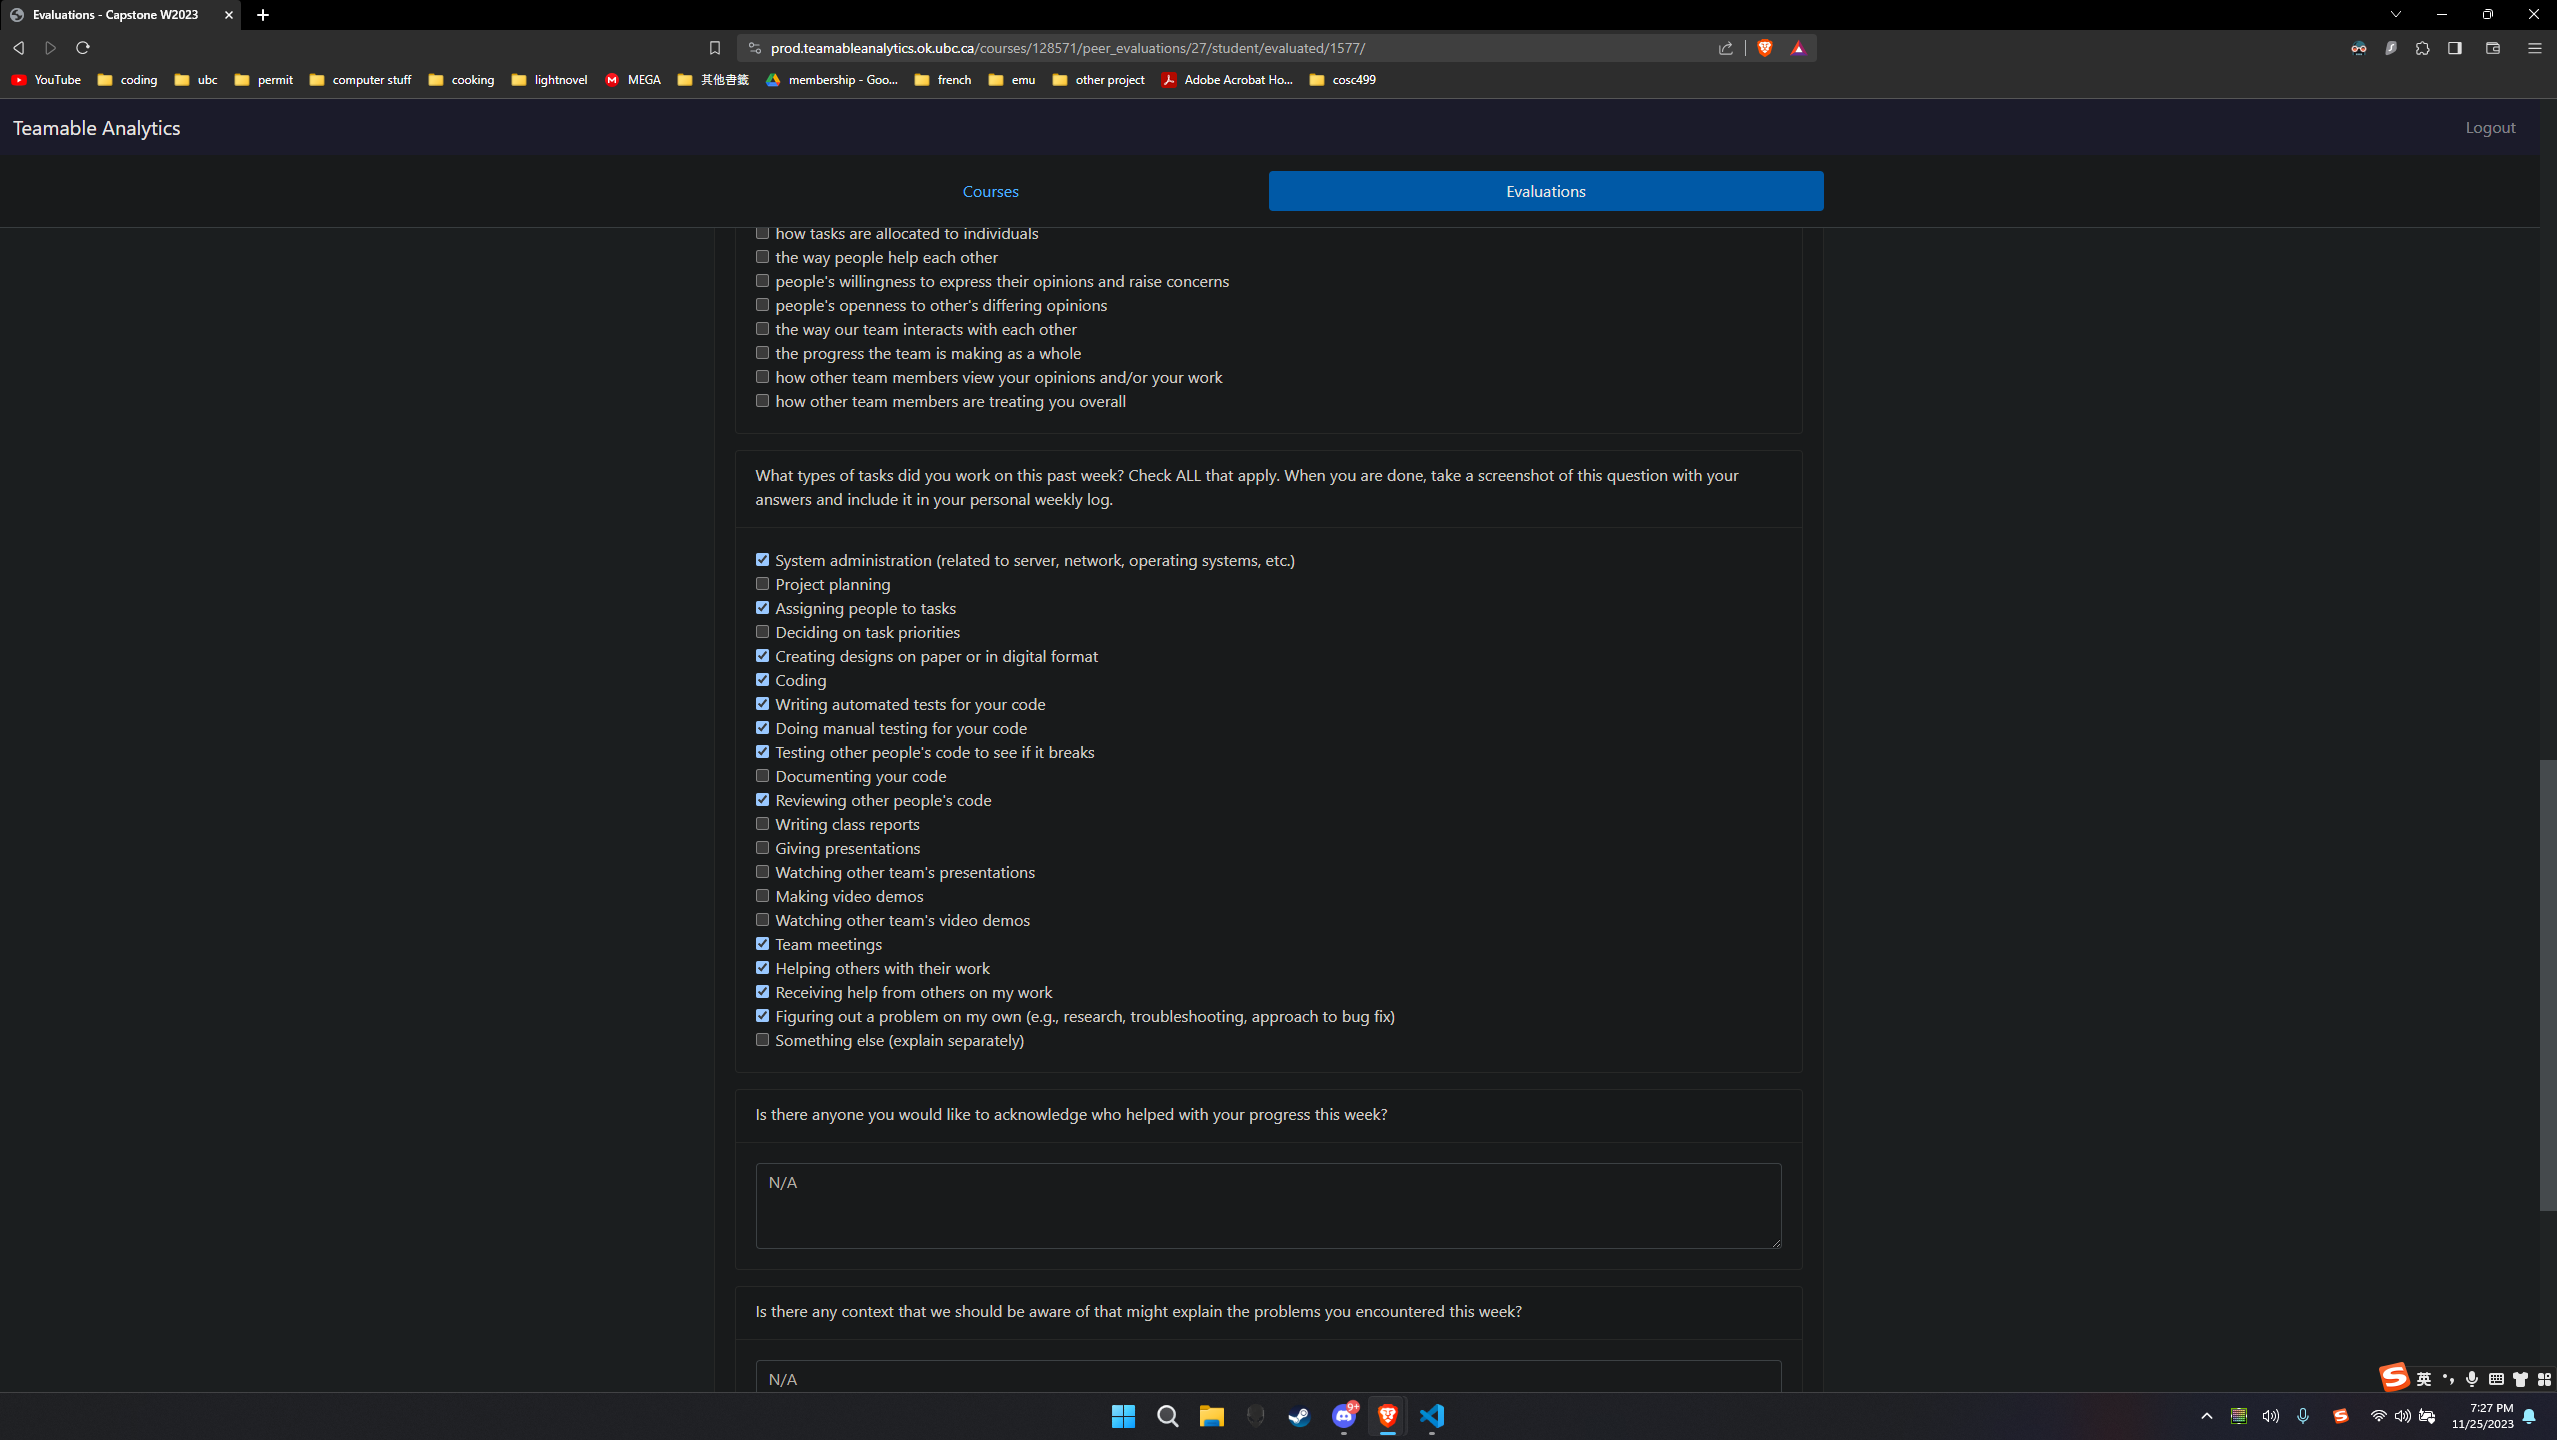 Evaluations - Capstone W2023
prod.teamableanalytics.ok.ubc.ca/courses/128571/peer_evaluations/27/student/evaluated/1577/
YouTube coding ubc permit computer stuff cooking lightnovel MEGA 其他書籤 membership - Goo... french emu other project Adobe Acrobat Ho... cosc499
Teamable Analytics Logout
Courses Evaluations
how tasks are allocated to individuals
the way people help each other
people's willingness to express their opinions and raise concerns
people's openness to other's differing opinions
the way our team interacts with each other
the progress the team is making as a whole
how other team members view your opinions and/or your work
how other team members are treating you overall
What types of tasks did you work on this past week? Check ALL that apply. When you are done, take a screenshot of this question with your
answers and include it in your personal weekly log.
System administration (related to server, network, operating systems, etc.)
Project planning
Assigning people to tasks
Deciding on task priorities
Creating designs on paper or in digital format
Coding
Writing automated tests for your code
Doing manual testing for your code
Testing other people's code to see if it breaks
Documenting your code
Reviewing other people's code
Writing class reports
Giving presentations
Watching other team's presentations
Making video demos
Watching other team's video demos
Team meetings
Helping others with their work
Receiving help from others on my work
Figuring out a problem on my own (e.g., research, troubleshooting, approach to bug fix)
Something else (explain separately)
Is there anyone you would like to acknowledge who helped with your progress this week?
N/A
Is there any context that we should be aware of that might explain the problems you encountered this week?
N/A
英
9+
7:27 PM
11/25/2023